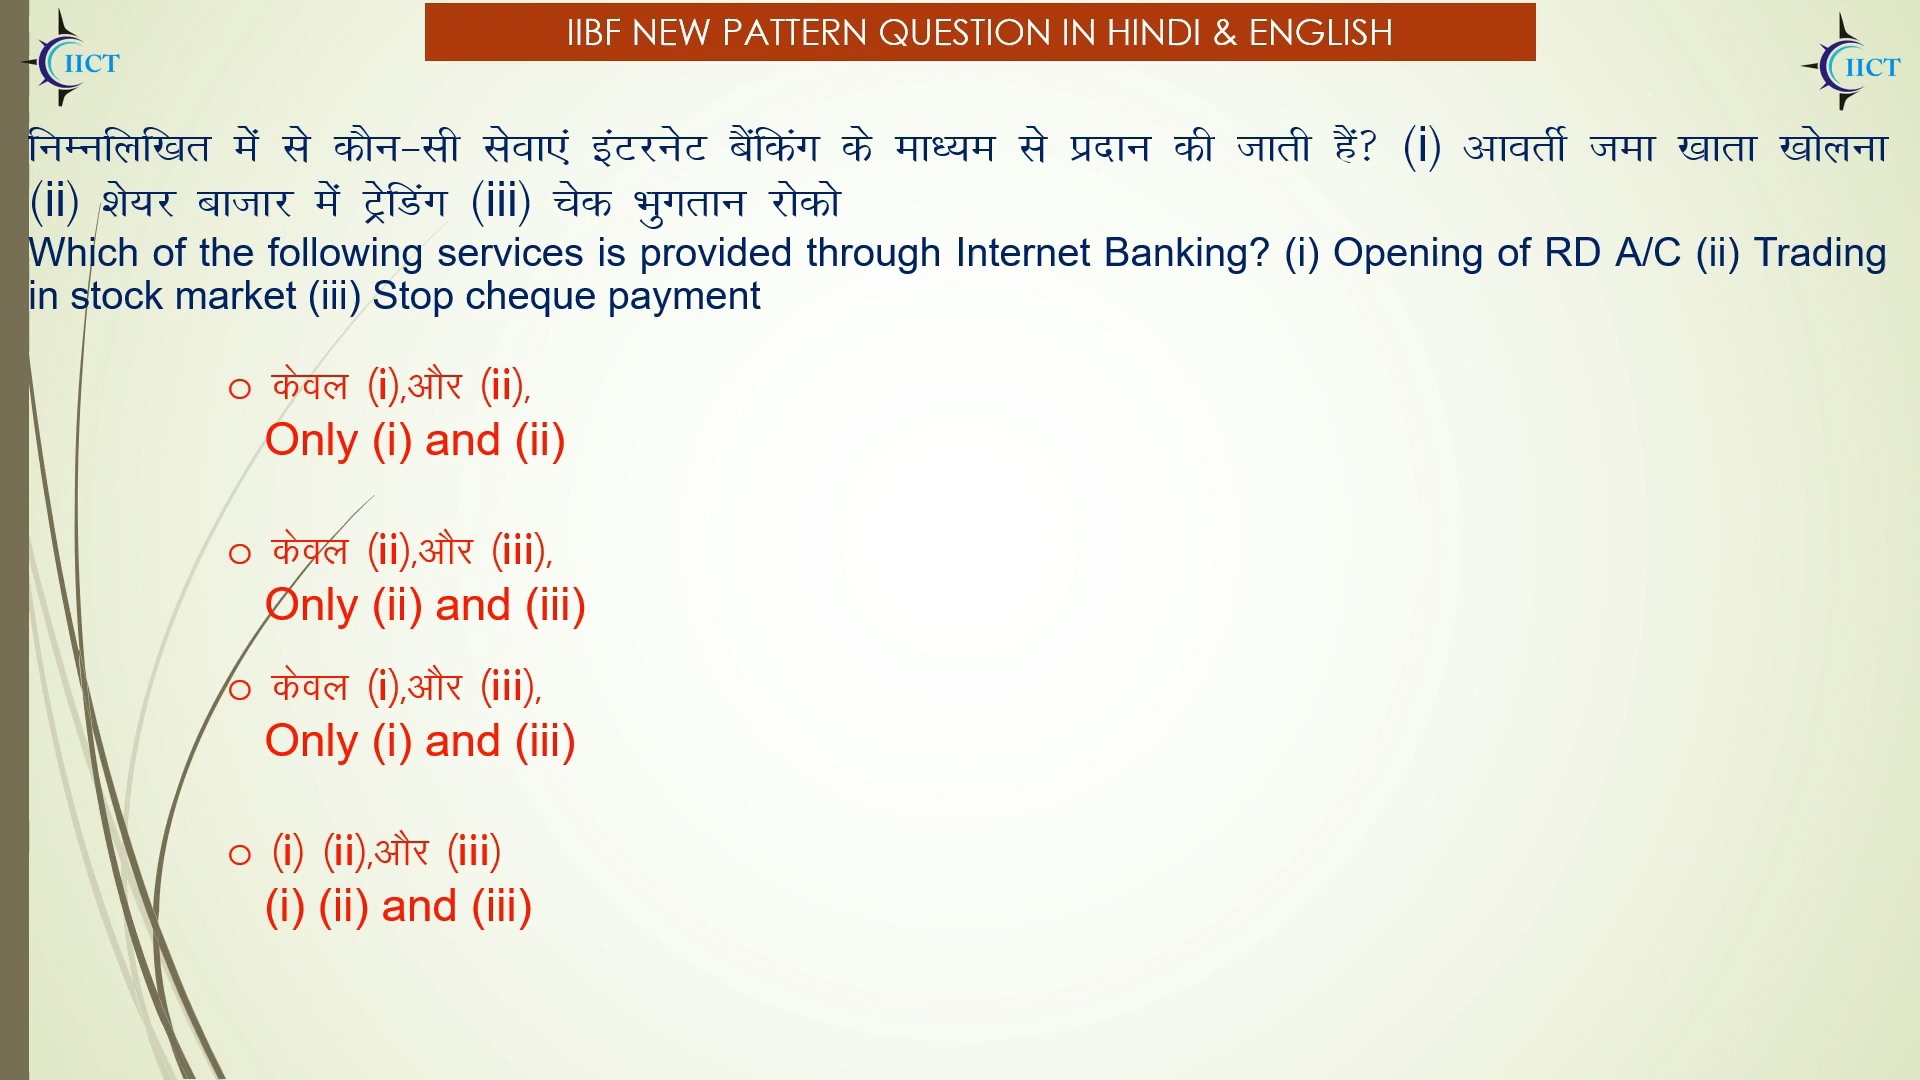 IIBF NEW PATTERN QUESTION IN HINDI & ENGLISH
IICT
IICT
निम्नलिखित में से कौन-सी सेवाएं इंटरनेट बैंकिंग के माध्यम से प्रदान की जाती हैं? (i) आवर्ती जमा खाता खोलना
(ii) शेयर बाजार में ट्रेडिंग (iii) चेक भुगतान रोको
Which of the following services is provided through Internet Banking? (i) Opening of RD A/C (ii) Trading
in stock market (iii) Stop cheque payment
केवल (i),और (ii),
Only (i) and (ii)
केवल (ii),और (iii),
Only (ii) and (iii)
केवल (i),और (iii),
Only (i) and (iii)
(i) (ii),और (iii)
(i) (ii) and (iii)